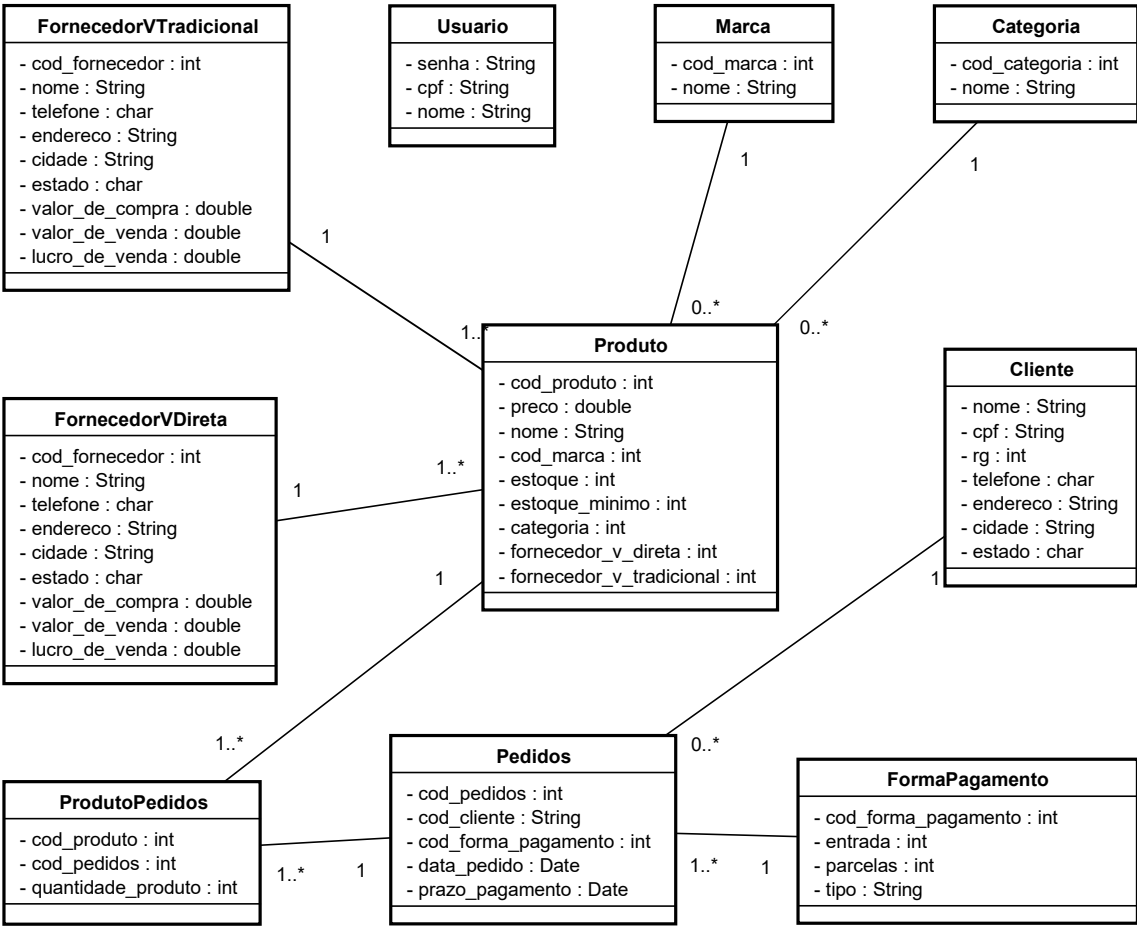 FornecedorVTradicional
- cod_fornecedor : int
- nome : String
- telefone : char
- endereco : String
- cidade : String
- estado : char
- valor_de_compra : double
- valor_de_venda : double
- lucro_de_venda : double
Usuario
- senha : String
- cpf : String
- nome : String
Marca
- cod_marca : int
- nome : String
Categoria
- cod_categoria : int
- nome : String
1
1
1
1..*
0..*
0..*
Produto
- cod_produto : int
- preco : double
- nome : String
- cod_marca : int
- estoque : int
- estoque_minimo : int
- categoria : int
- fornecedor_v_direta : int
- fornecedor_v_tradicional : int
Cliente
- nome : String
- cpf : String
- rg : int
- telefone : char
- endereco : String
- cidade : String
- estado : char
FornecedorVDireta
- cod_fornecedor : int
- nome : String
- telefone : char
- endereco : String
- cidade : String
- estado : char
- valor_de_compra : double
- valor_de_venda : double
- lucro_de_venda : double
1..*
1
1
1
1..*
0..*
ProdutoPedidos
- cod_produto : int
- cod_pedidos : int
- quantidade_produto : int
1..*
1
Pedidos
- cod_pedidos : int
- cod_cliente : String
- cod_forma_pagamento : int
- data_pedido : Date
- prazo_pagamento : Date
1..*
1
FormaPagamento
- cod_forma_pagamento : int
- entrada : int
- parcelas : int
- tipo : String